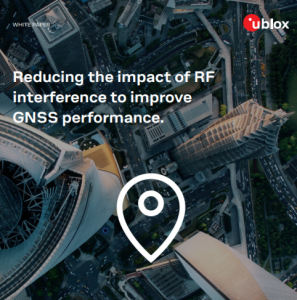 WHITE PAPER
ublox
Reducing the impact of RF
interference to improve
GNSS performance.